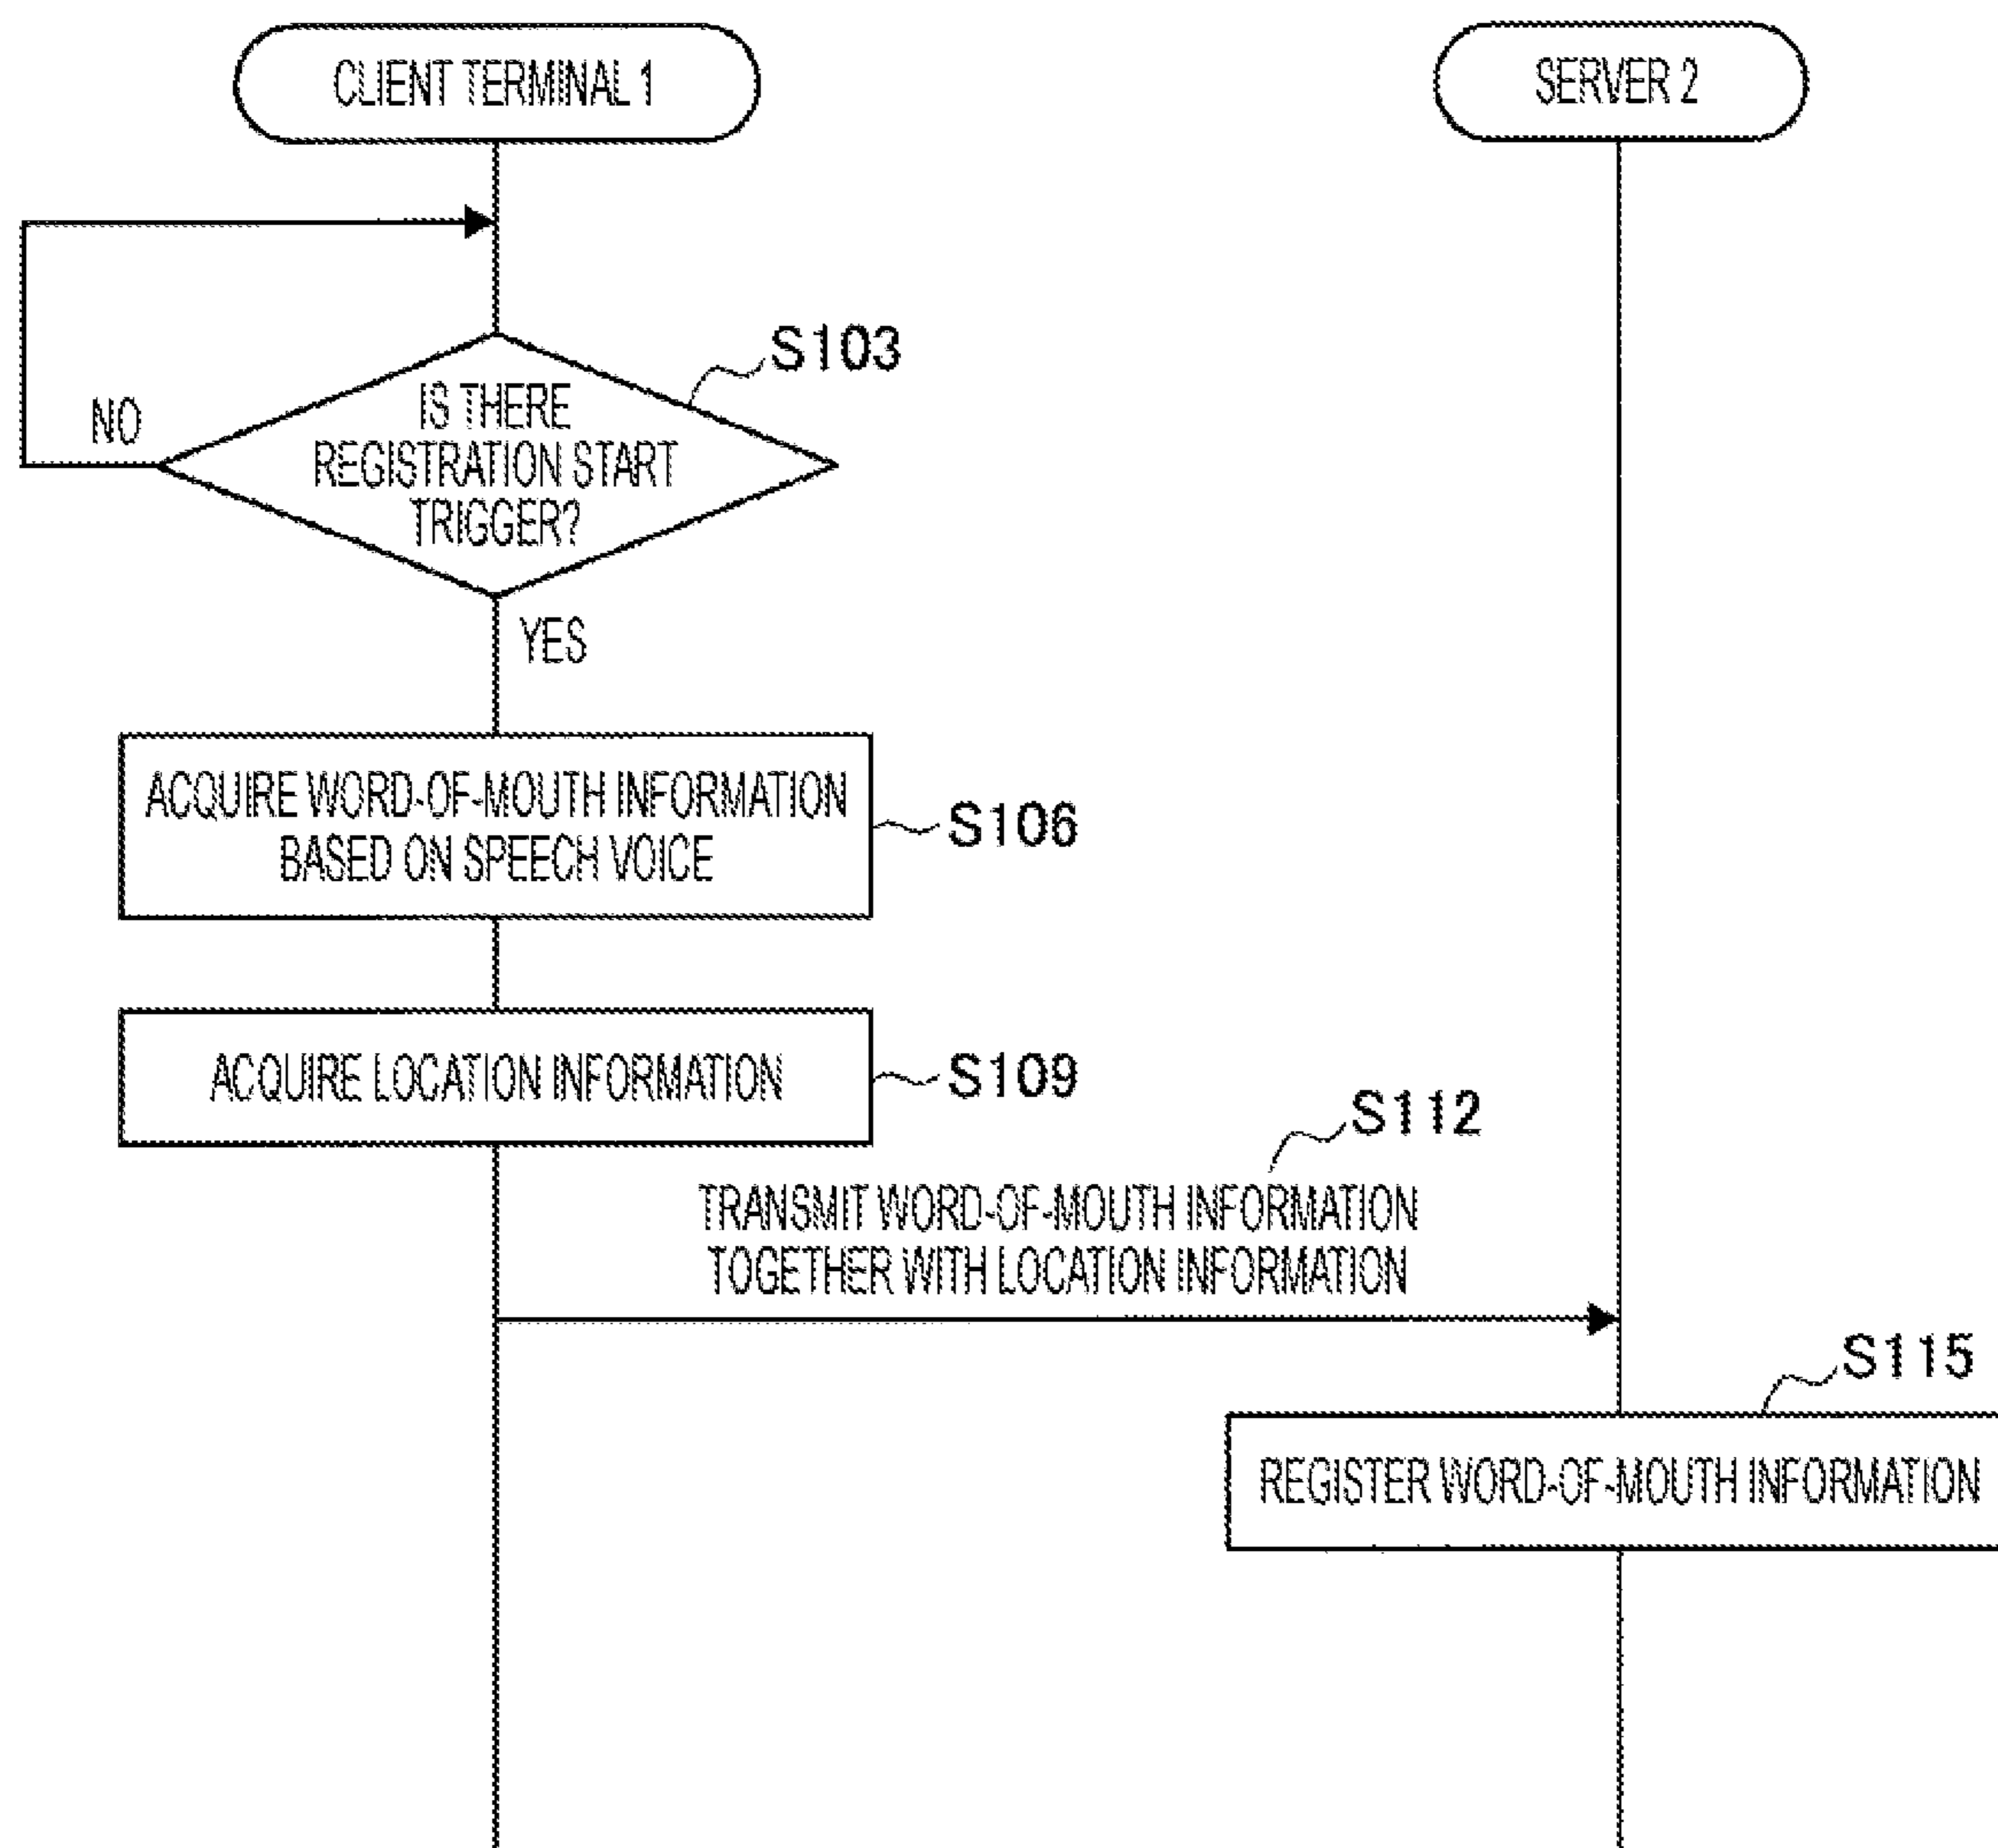 CLIENT TERMINAL 1
SERVER 2
S103
IS THERE
REGISTRATION START
TRIGGER?
NO
YES
ACQUIRE WORD-OF-MOUTH INFORMATION
BASED ON SPEECH VOICE
S106
ACQUIRE LOCATION INFORMATION
S109
S112
TRANSMIT WORD-OF-MOUTH INFORMATION
TOGETHER WITH LOCATION INFORMATION
S115
REGISTER WORD-OF-MOUTH INFORMATION